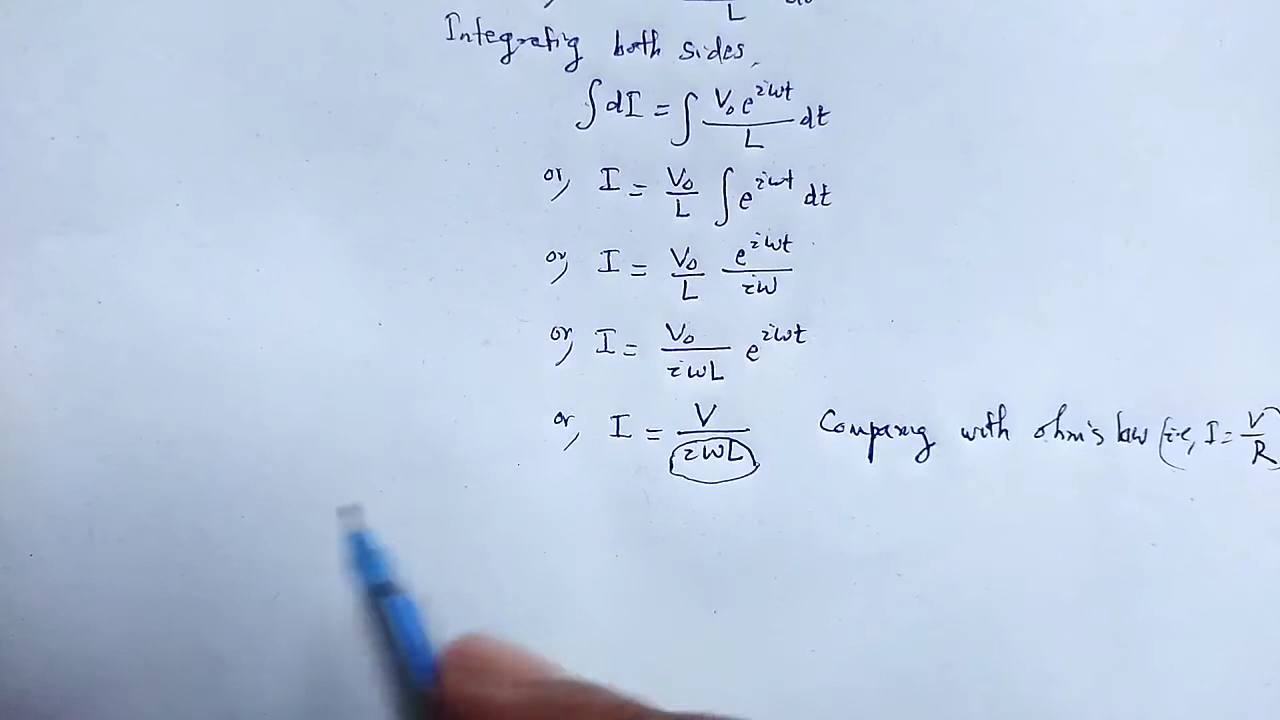 L
Integrating both sides,
∫dI = ∫ V₀e^{iωt}/L dt
or, I = V₀/L ∫ e^{iωt} dt
or, I = V₀/L e^{iωt}/iω
or, I = V₀/iωL e^{iωt}
or, I = V/iωL Comparing with ohm's law (i.e, I = V/R)